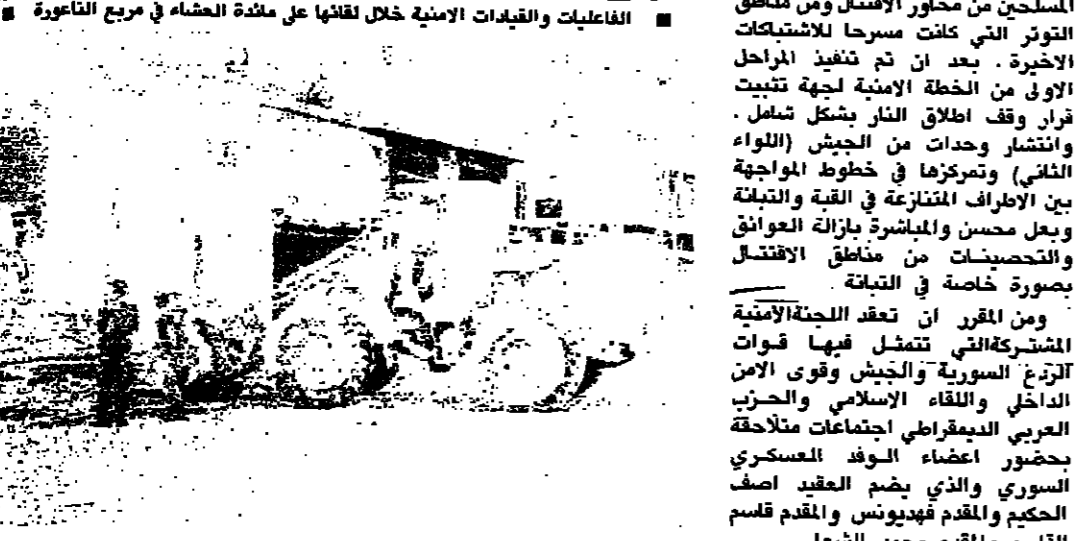 الفاعليات والقيادات الامنية خلال لقائها على مائدة العشاء في مربع الناعورة
المسلحين من محاور الاقتتال ومن مناطق
التوتر التي كانت مسرحا للاشتباكات
الاخيرة . بعد ان تم تنفيذ المراحل
الاولى من الخطة الامنية لجهة تثبيت
قرار وقف اطلاق النار بشكل شامل .
وانتشار وحدات من الجيش (اللواء
الثاني) وتمركزها في خطوط المواجهة
بين الاطراف المتنازعة في القبة والتبانة
وبعل محسن والمباشرة بازالة العوائق
والتحصينات من مناطق الاقتتال
بصورة خاصة في التبانة .
ومن المقرر ان تعقد اللجنة الامنية
المشتركة التي تتمثل فيها قوات
الردع السورية والجيش وقوى الامن
الداخلي واللقاء الإسلامي والحزب
العربي الديمقراطي اجتماعات متلاحقة
بحضور اعضاء الوفد العسكري
السوري والذي يضم العقيد اصف
الحكيم والمقدم فهديونس والمقدم قاسم